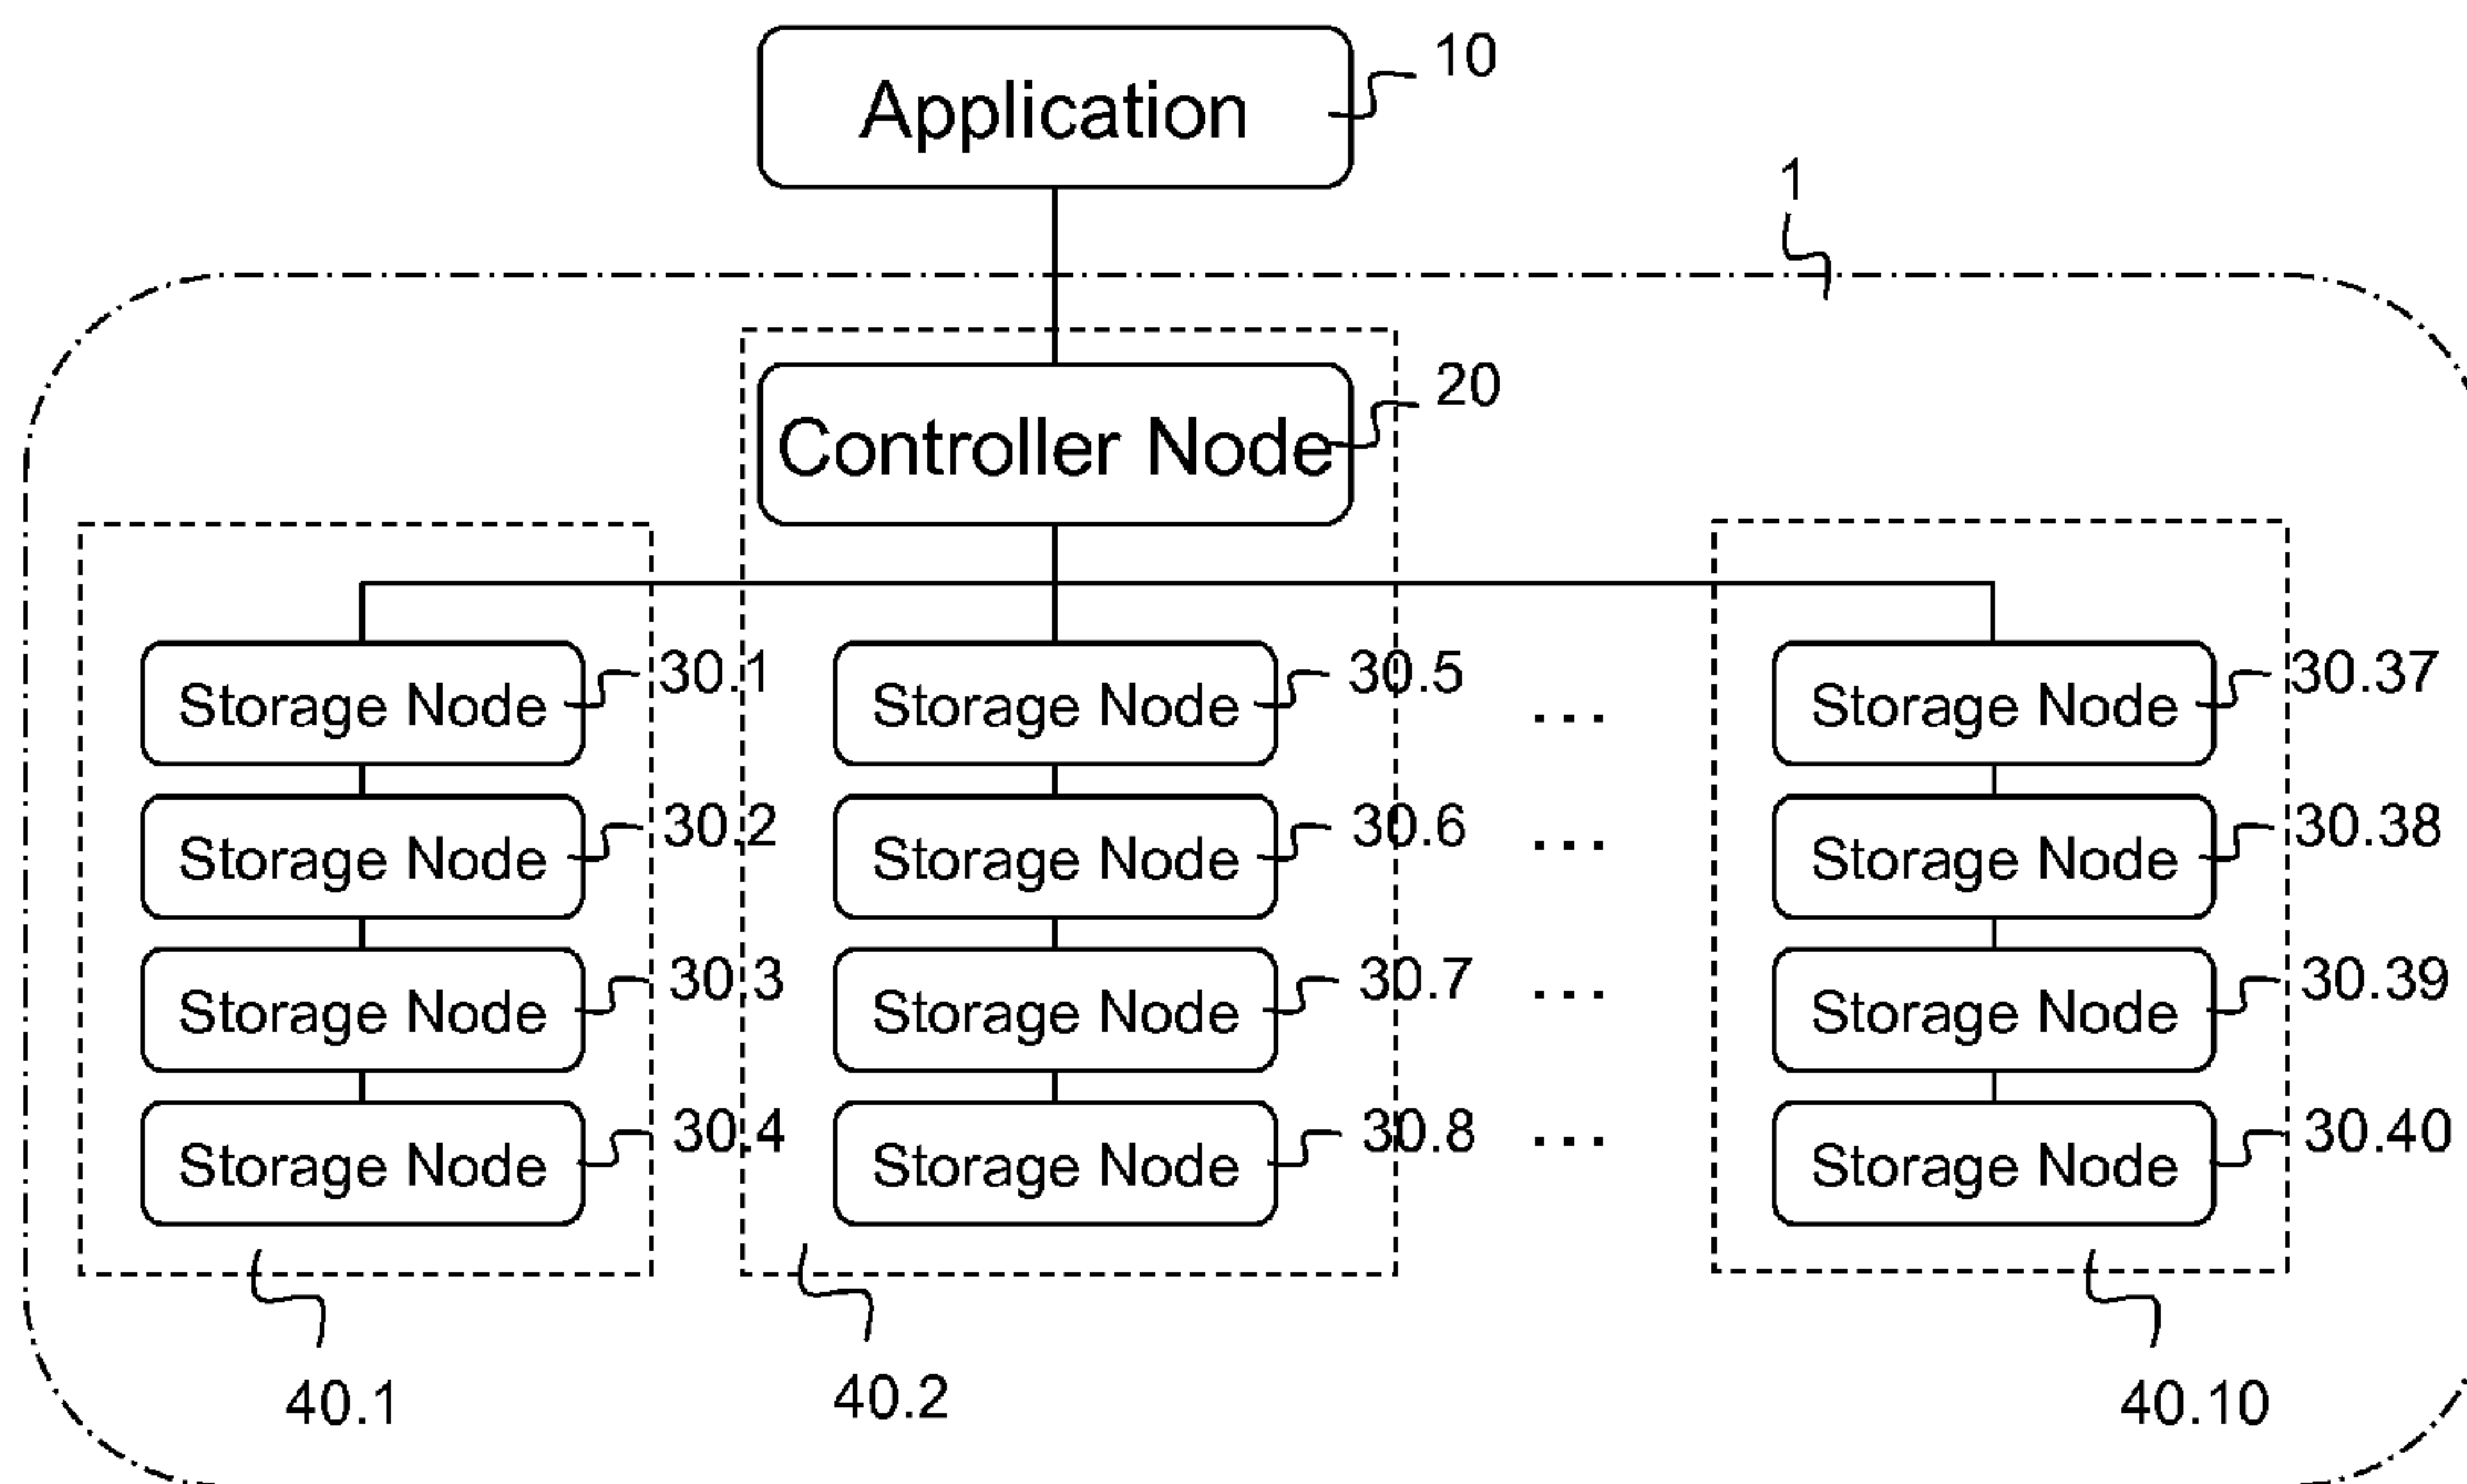 Application
10
1
Controller Node
20
Storage Node 30.1
Storage Node 30.5
...
Storage Node 30.37
Storage Node 30.2
Storage Node 30.6
...
Storage Node 30.38
Storage Node 30.3
Storage Node 30.7
...
Storage Node 30.39
Storage Node 30.4
Storage Node 30.8
...
Storage Node 30.40
40.1
40.2
40.10